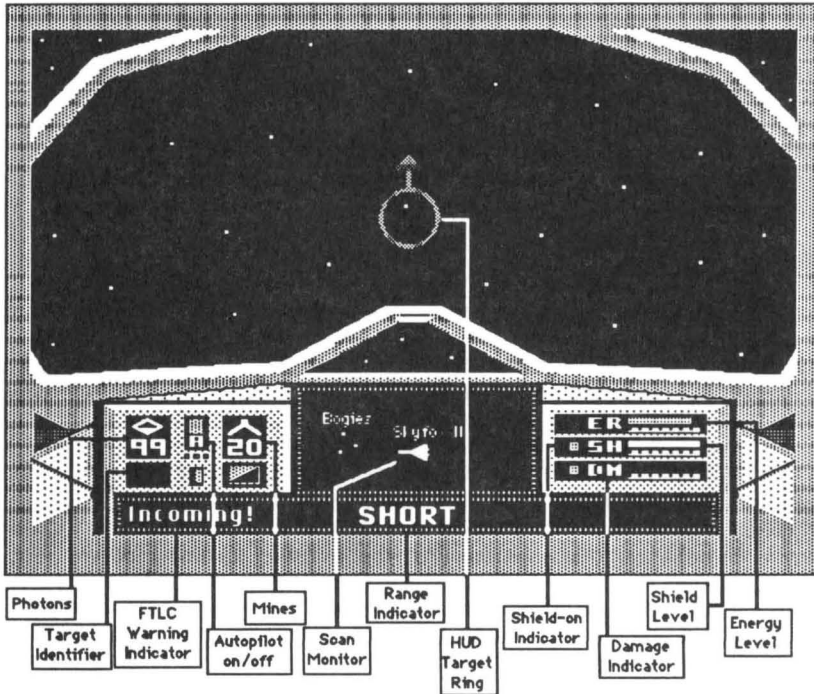 Bogies
99
A
20
ER
SH
DM
Incoming!
SHORT
Photons
Target
Identifier
FTLC
Warning
Indicator
Autopilot
on/off
Mines
Scan
Monitor
Range
Indicator
HUD
Target
Ring
Shield-on
Indicator
Damage
Indicator
Shield
Level
Energy
Level